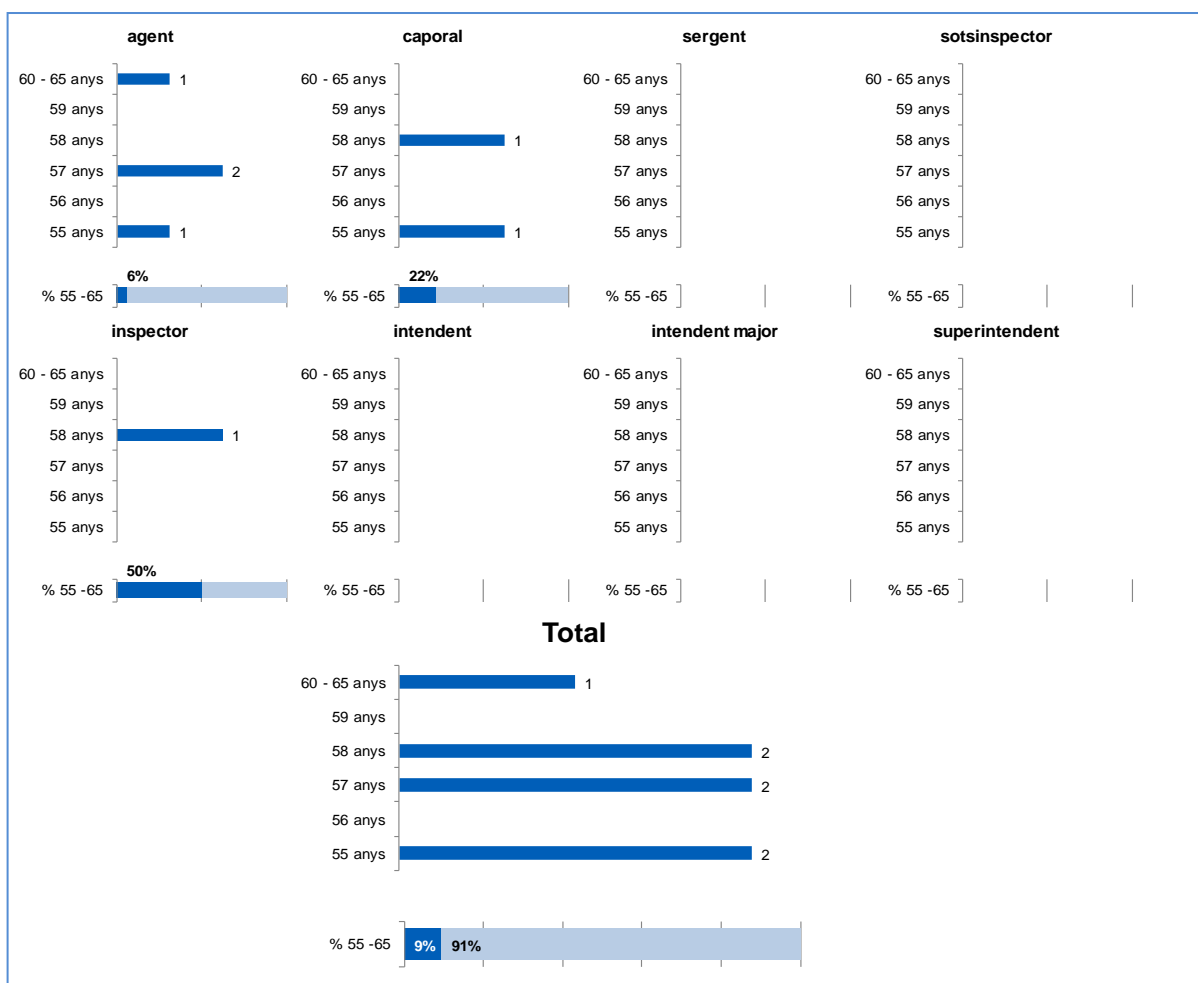 agent
60 - 65 anys 1
59 anys
58 anys
57 anys 2
56 anys
55 anys 1
6%
% 55 -65
caporal
60 - 65 anys
59 anys
58 anys 1
57 anys
56 anys
55 anys 1
22%
% 55 -65
sergent
60 - 65 anys
59 anys
58 anys
57 anys
56 anys
55 anys
% 55 -65
sotsinspector
60 - 65 anys
59 anys
58 anys
57 anys
56 anys
55 anys
% 55 -65
inspector
60 - 65 anys
59 anys
58 anys 1
57 anys
56 anys
55 anys
50%
% 55 -65
intendent
60 - 65 anys
59 anys
58 anys
57 anys
56 anys
55 anys
% 55 -65
intendent major
60 - 65 anys
59 anys
58 anys
57 anys
56 anys
55 anys
% 55 -65
superintendent
60 - 65 anys
59 anys
58 anys
57 anys
56 anys
55 anys
% 55 -65
Total
60 - 65 anys 1
59 anys
58 anys 2
57 anys 2
56 anys
55 anys 2
% 55 -65 9% 91%